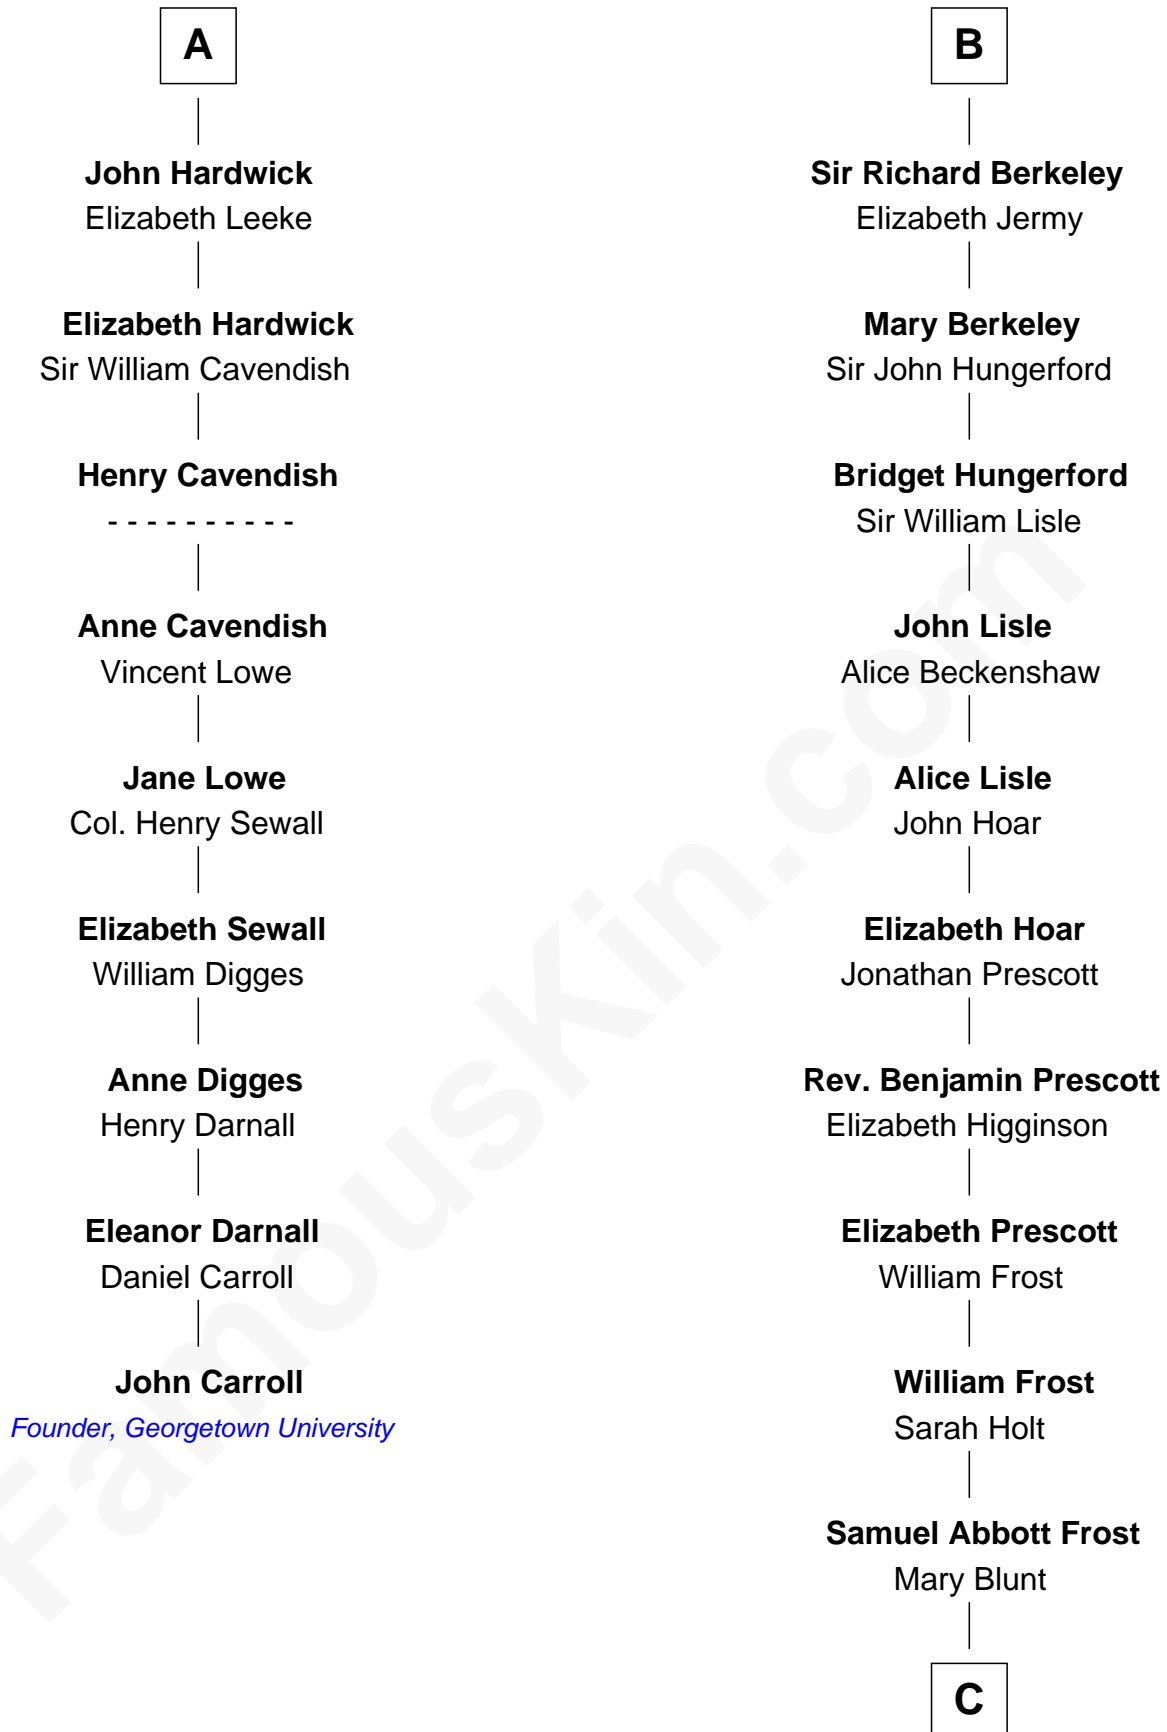 A
John Hardwick
Elizabeth Leeke
Elizabeth Hardwick
Sir William Cavendish
Henry Cavendish
- - - - - - - - - -
Anne Cavendish
Vincent Lowe
Jane Lowe
Col. Henry Sewall
Elizabeth Sewall
William Digges
Anne Digges
Henry Darnall
Eleanor Darnall
Daniel Carroll
John Carroll
Founder, Georgetown University
B
Sir Richard Berkeley
Elizabeth Jermy
Mary Berkeley
Sir John Hungerford
Bridget Hungerford
Sir William Lisle
John Lisle
Alice Beckenshaw
Alice Lisle
John Hoar
Elizabeth Hoar
Jonathan Prescott
Rev. Benjamin Prescott
Elizabeth Higginson
Elizabeth Prescott
William Frost
William Frost
Sarah Holt
Samuel Abbott Frost
Mary Blunt
C
FamousKin.com